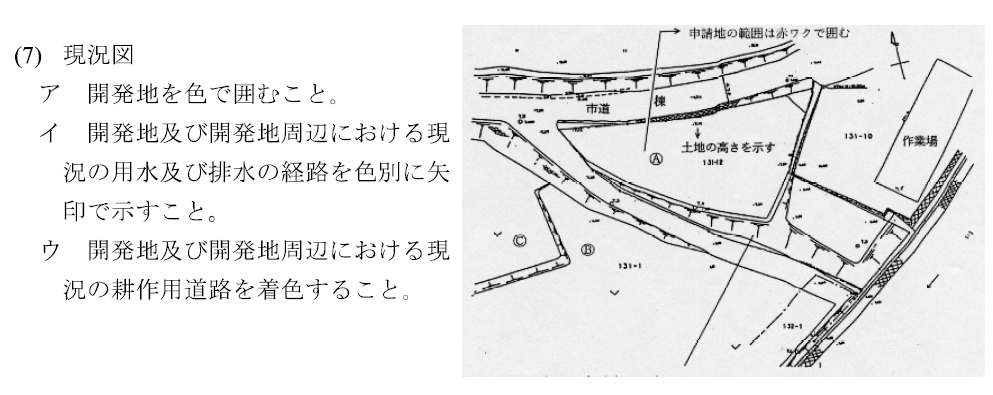 (7) 現況図
ア 開発地を色で囲むこと。
イ 開発地及び開発地周辺における現
況の用水及び排水の経路を色別に矢
印で示すこと。
ウ 開発地及び開発地周辺における現
況の耕作用道路を着色すること。
申請地の範囲は赤ワクで囲む
市道 棟
土地の高さを示す
Ⓐ
131-12
131-10
作業場
Ⓒ
Ⓑ
131-1
132-1